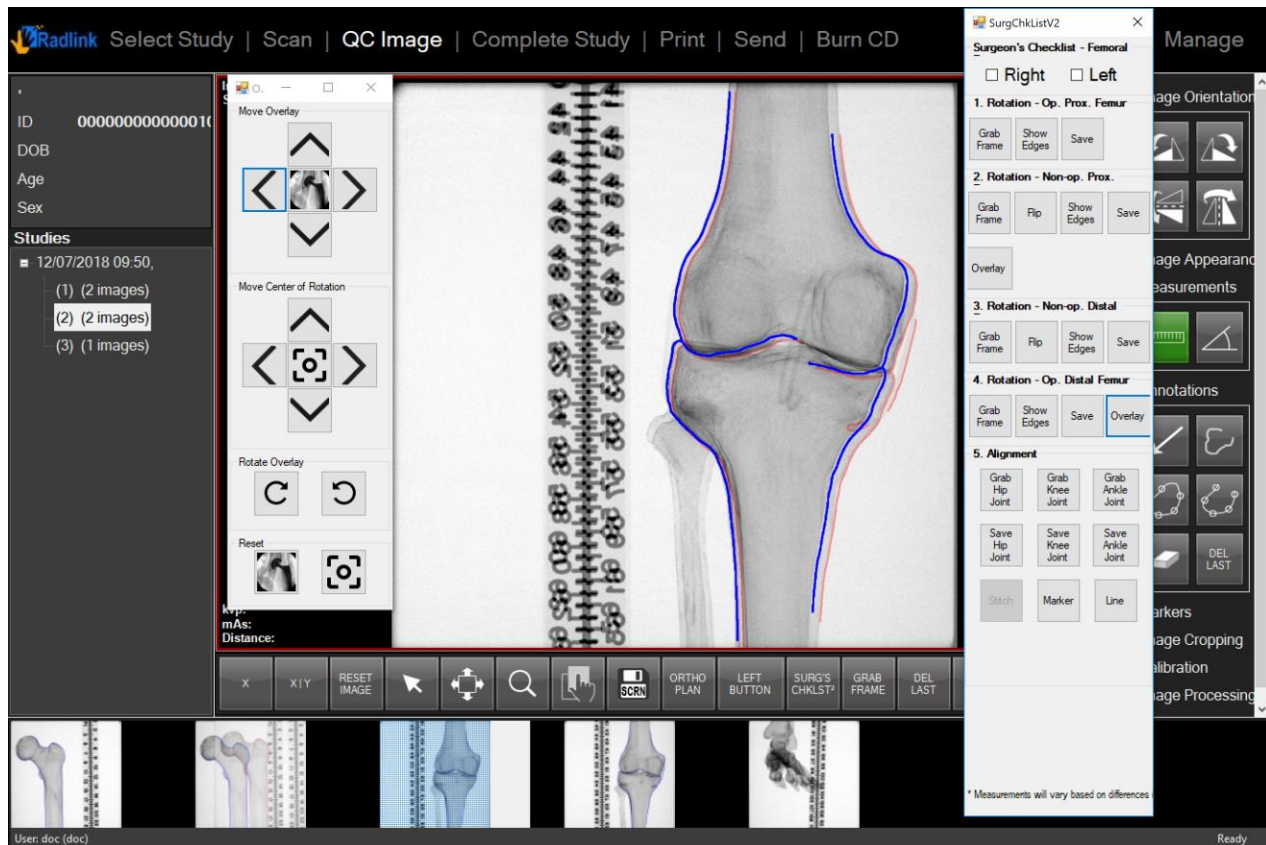 Radlink Select Study | Scan | QC Image | Complete Study | Print | Send | Burn CD
Manage
,
ID 00000000000001(
DOB
Age
Sex
Studies
12/07/2018 09:50,
(1) (2 images)
(2) (2 images)
(3) (1 images)
O..
Move Overlay
Move Center of Rotation
Rotate Overlay
Reset
kvp:
mAs:
Distance:
SurgChkListV2
Surgeon's Checklist - Femoral
Right Left
1. Rotation - Op. Prox. Femur
Grab Frame
Show Edges
Save
2. Rotation - Non-op. Prox.
Grab Frame
Flip
Show Edges
Save
Overlay
3. Rotation - Non-op. Distal
Grab Frame
Flip
Show Edges
Save
4. Rotation - Op. Distal Femur
Grab Frame
Show Edges
Save
Overlay
5. Alignment
Grab Hip Joint
Grab Knee Joint
Grab Ankle Joint
Save Hip Joint
Save Knee Joint
Save Ankle Joint
Stitch
Marker
Line
* Measurements will vary based on differences
age Orientation
age Appearanc
easurements
nnotations
DEL LAST
arkers
age Cropping
alibration
age Processing
X
X|Y
RESET IMAGE
SCRN
ORTHO PLAN
LEFT BUTTON
SURG'S CHKLST²
GRAB FRAME
DEL LAST
User: doc (doc)
Ready